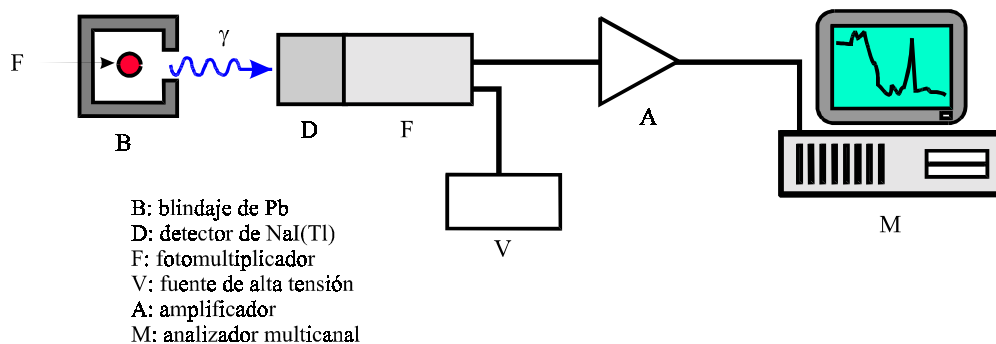 γ
F
B
D
F
A
V
M
B: blindaje de Pb
D: detector de NaI(Tl)
F: fotomultiplicador
V: fuente de alta tensión
A: amplificador
M: analizador multicanal